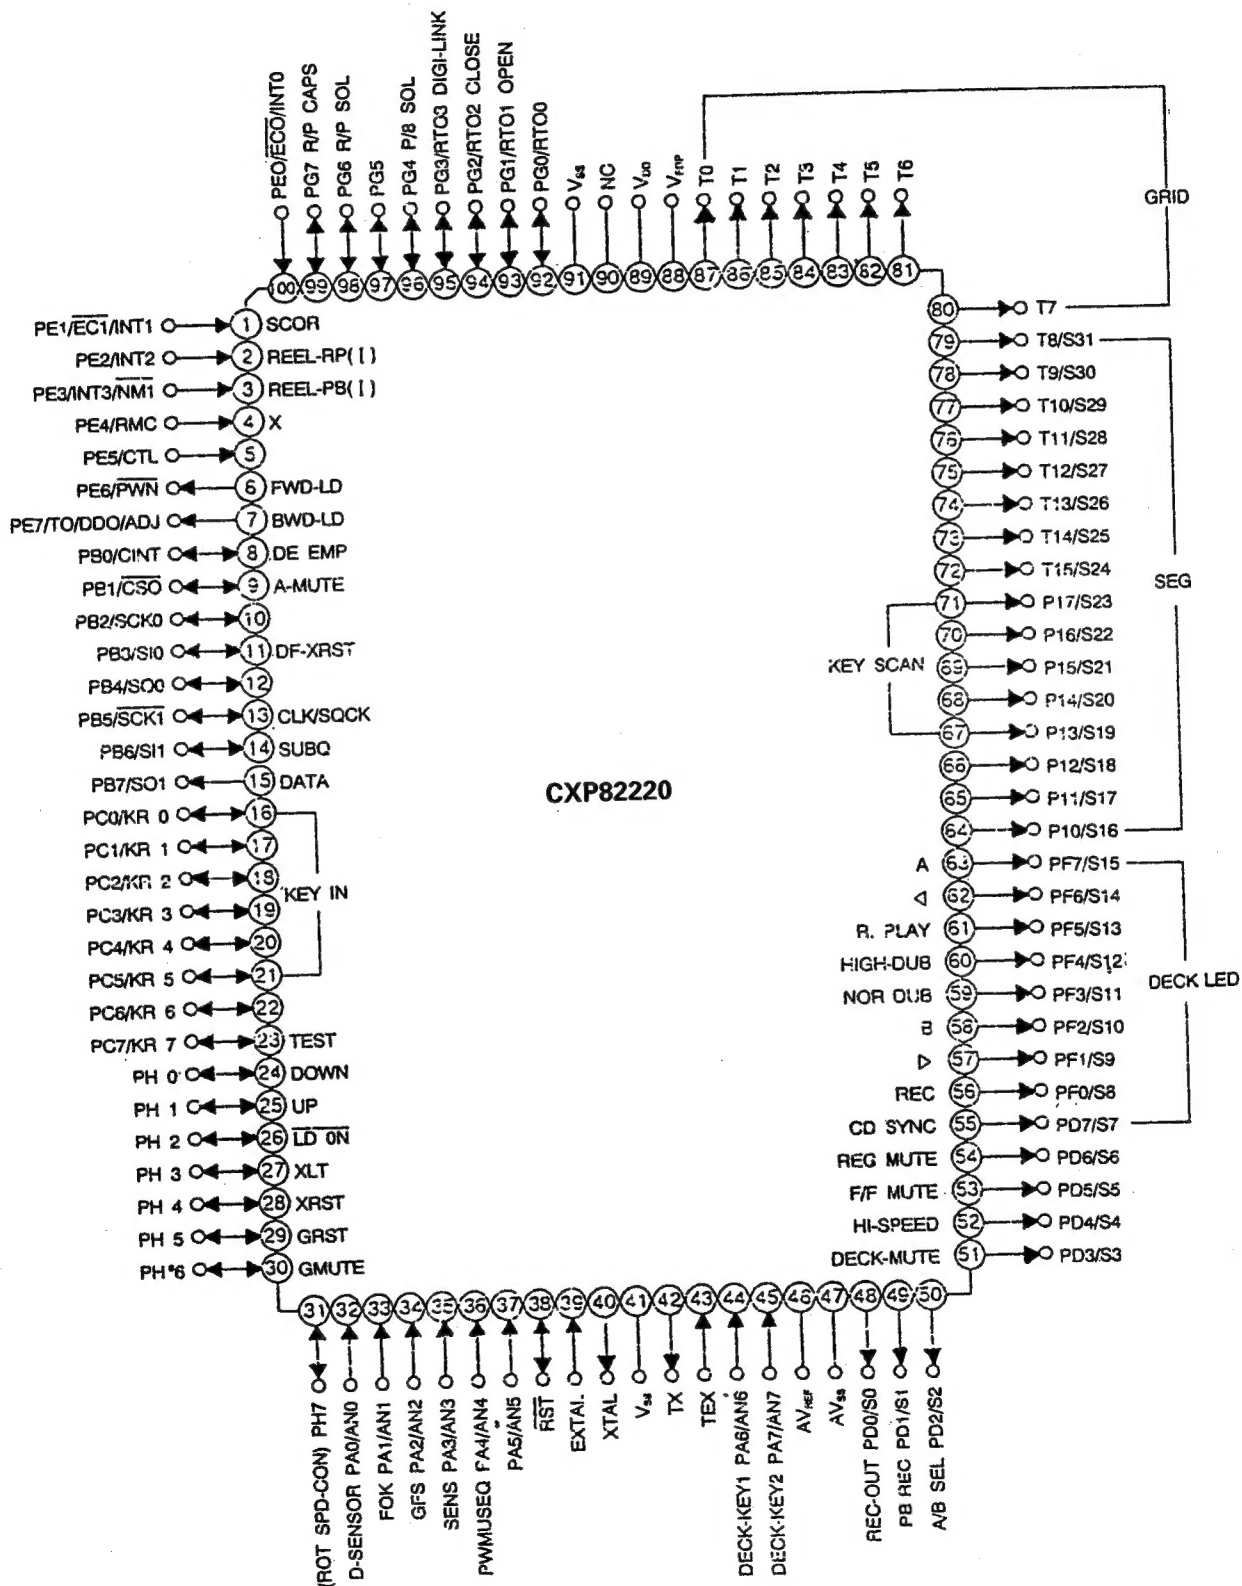 PEO/ECO/INT0
PG7 R/P CAPS
PG6 R/P SOL
PG5
PG4 P/B SOL
PG3/RTO3 DIGI-LINK
PG2/RTO2 CLOSE
PG1/RTO1 OPEN
PG0/RTO0
Vss
NC
VDD
VFDP
T0
T1
T2
T3
T4
T5
T6
GRID
100 99 98 97 96 95 94 93 92 91 90 89 88 87 86 85 84 83 82 81
PE1/EC1/INT1 1 SCOR
PE2/INT2 2 REEL-RP( I )
PE3/INT3/NM1 3 REEL-PB( I )
PE4/RMC 4 X
PE5/CTL 5
PE6/PWN 6 FWD-LD
PE7/TO/DDO/ADJ 7 BWD-LD
PB0/CINT 8 DE EMP
PB1/CSO 9 A-MUTE
PB2/SCK0 10
PB3/SI0 11 DF-XRST
PB4/SO0 12
PB5/SCK1 13 CLK/SQCK
PB6/SI1 14 SUBQ
PB7/SO1 15 DATA
PC0/KR 0 16
PC1/KR 1 17
PC2/KR 2 18
KEY IN
PC3/KR 3 19
PC4/KR 4 20
PC5/KR 5 21
PC6/KR 6 22
PC7/KR 7 23 TEST
PH 0 24 DOWN
PH 1 25 UP
PH 2 26 LD ON
PH 3 27 XLT
PH 4 28 XRST
PH 5 29 GRST
PH*6 30 GMUTE
CXP82220
80 T7
79 T8/S31
78 T9/S30
77 T10/S29
76 T11/S28
75 T12/S27
74 T13/S26
73 T14/S25
72 T15/S24
SEG
71 P17/S23
70 P16/S22
KEY SCAN
69 P15/S21
68 P14/S20
67 P13/S19
66 P12/S18
65 P11/S17
64 P10/S16
A 63 PF7/S15
◁ 62 PF6/S14
R. PLAY 61 PF5/S13
HIGH-DUB 60 PF4/S12
DECK LED
NOR DUB 59 PF3/S11
B 58 PF2/S10
▷ 57 PF1/S9
REC 56 PF0/S8
CD SYNC 55 PD7/S7
REG MUTE 54 PD6/S6
F/F MUTE 53 PD5/S5
HI-SPEED 52 PD4/S4
DECK-MUTE 51 PD3/S3
31 32 33 34 35 36 37 38 39 40 41 42 43 44 45 46 47 48 49 50
(ROT SPD-CON) PH7
D-SENSOR PA0/AN0
FOK PA1/AN1
GFS PA2/AN2
SENS PA3/AN3
PWMUSEQ PA4/AN4
PA5/AN5
RST
EXTAL
XTAL
Vss
TX
TEX
DECK-KEY1 PA6/AN6
DECK-KEY2 PA7/AN7
AVREF
AVss
REC-OUT PD0/S0
PB REC PD1/S1
A/B SEL PD2/S2